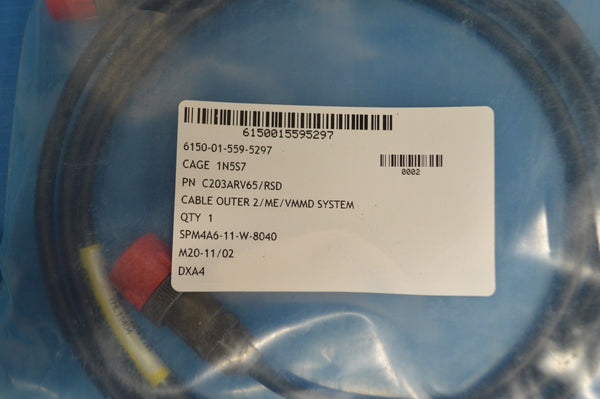 6150015595297
6150-01-559-5297
CAGE 1N5S7
0002
PN C203ARV65/RSD
CABLE OUTER 2/ME/VMMD SYSTEM
QTY 1
SPM4A6-11-W-8040
M20-11/02
DXA4